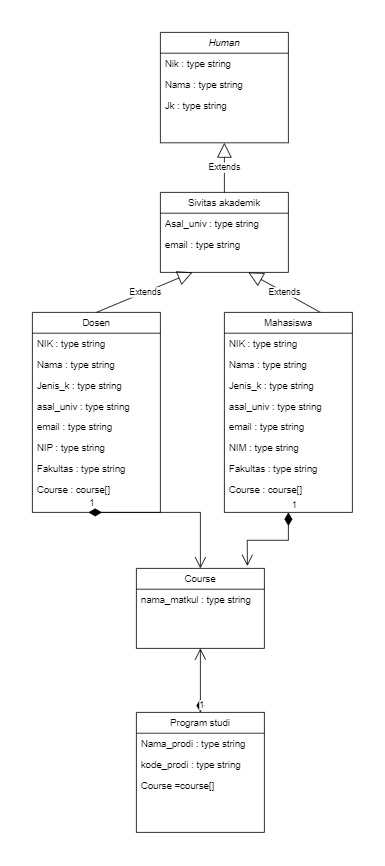 Human
Nik : type string
Nama : type string
Jk : type string
Extends
Sivitas akademik
Asal_univ : type string
email : type string
Extends
Extends
Dosen
NIK : type string
Nama : type string
Jenis_k : type string
asal_univ : type string
email : type string
NIP : type string
Fakultas : type string
Course : course[]
1
Mahasiswa
NIK : type string
Nama : type string
Jenis_k : type string
asal_univ : type string
email : type string
NIM : type string
Fakultas : type string
Course : course[]
1
Course
nama_matkul : type string
1
Program studi
Nama_prodi : type string
kode_prodi : type string
Course =course[]